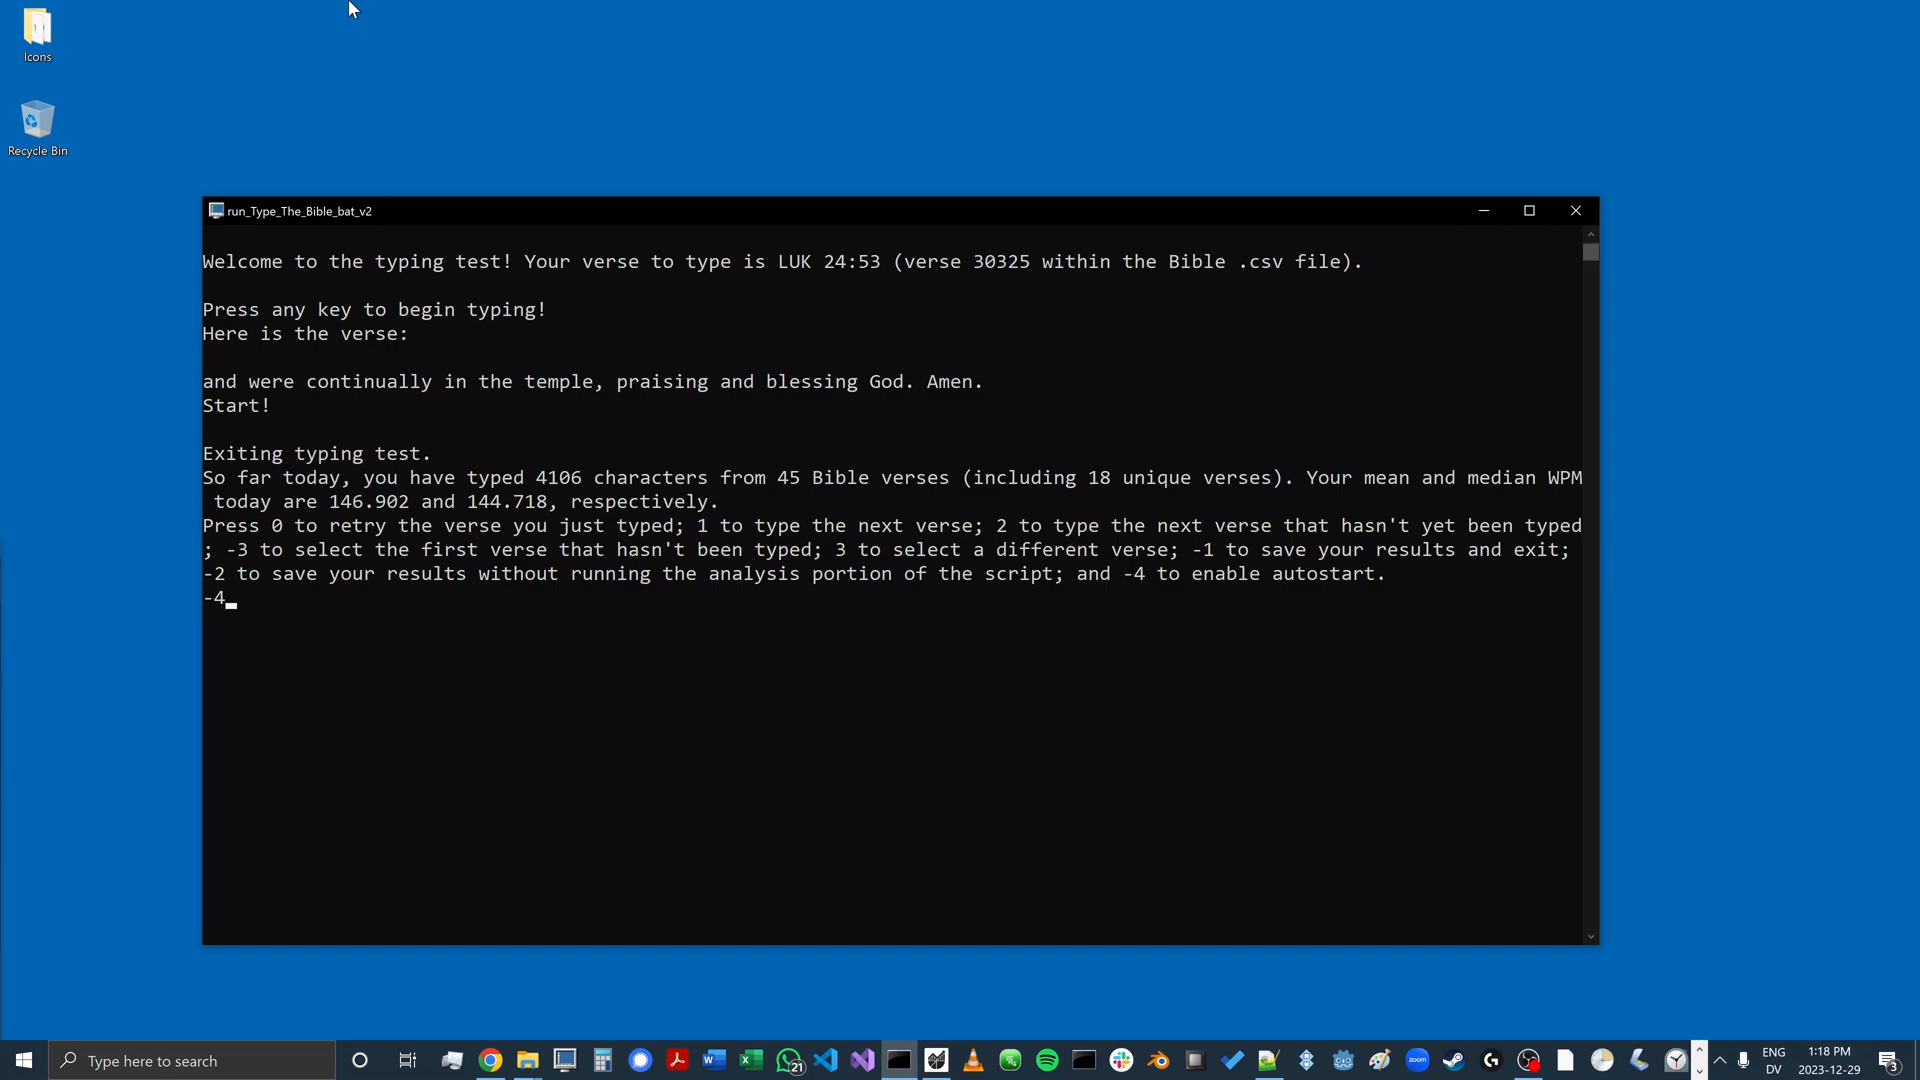 Icons
Recycle Bin
run_Type_The_Bible_bat_v2
Welcome to the typing test! Your verse to type is LUK 24:53 (verse 30325 within the Bible .csv file).
Press any key to begin typing!
Here is the verse:
and were continually in the temple, praising and blessing God. Amen.
Start!
Exiting typing test.
So far today, you have typed 4106 characters from 45 Bible verses (including 18 unique verses). Your mean and median WPM
today are 146.902 and 144.718, respectively.
Press 0 to retry the verse you just typed; 1 to type the next verse; 2 to type the next verse that hasn't yet been typed
; -3 to select the first verse that hasn't been typed; 3 to select a different verse; -1 to save your results and exit;
-2 to save your results without running the analysis portion of the script; and -4 to enable autostart.
-4
Type here to search
21
zoom
ENG
DV
1:18 PM
2023-12-29
3